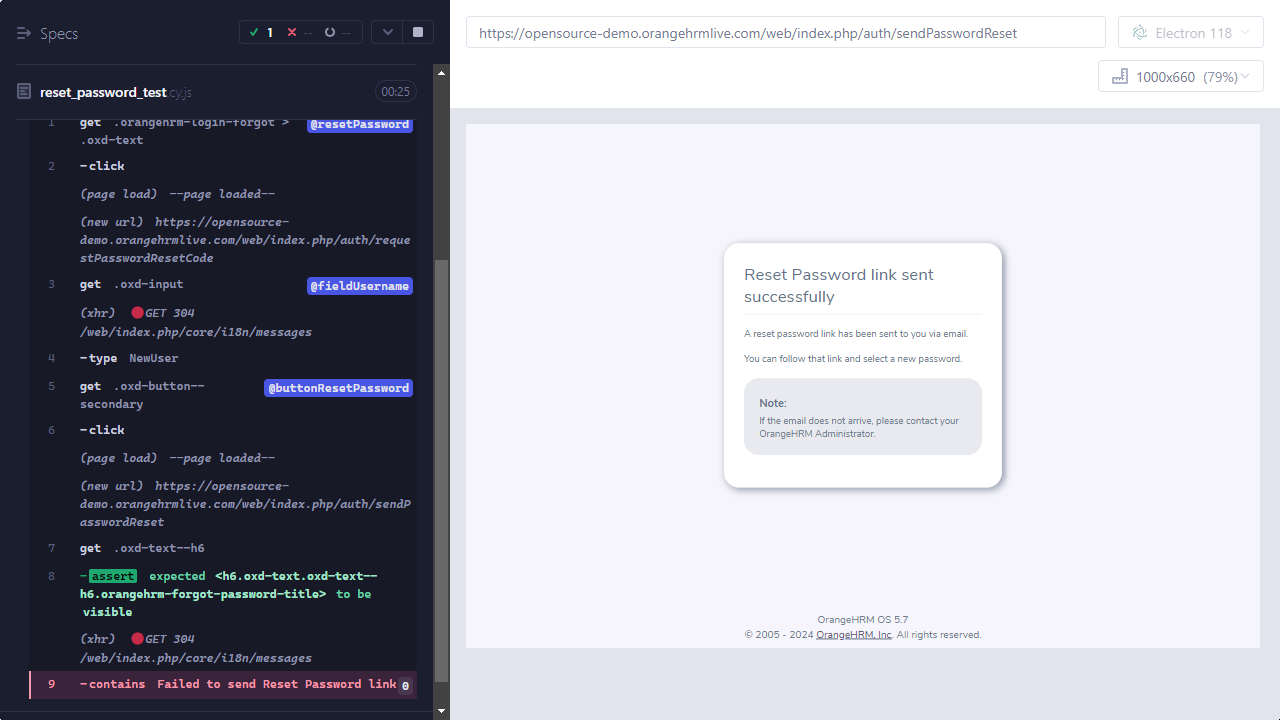 Specs
1
--
--
reset_password_test.cy.js
00:25
1 get .orangehrm-login-forgot > .oxd-text @resetPassword
2 -click
(page load) --page loaded--
(new url) https://opensource-
demo.orangehrmlive.com/web/index.php/auth/reque
stPasswordResetCode
3 get .oxd-input @fieldUsername
(xhr) GET 304
/web/index.php/core/i18n/messages
4 -type NewUser
5 get .oxd-button--
secondary @buttonResetPassword
6 -click
(page load) --page loaded--
(new url) https://opensource-
demo.orangehrmlive.com/web/index.php/auth/sendP
asswordReset
7 get .oxd-text--h6
8 -assert expected <h6.oxd-text.oxd-text--
h6.orangehrm-forgot-password-title> to be
visible
(xhr) GET 304
/web/index.php/core/i18n/messages
9 -contains Failed to send Reset Password link 0
https://opensource-demo.orangehrmlive.com/web/index.php/auth/sendPasswordReset
Electron 118
1000x660 (79%)
Reset Password link sent
successfully
A reset password link has been sent to you via email.
You can follow that link and select a new password.
Note:
If the email does not arrive, please contact your
OrangeHRM Administrator.
OrangeHRM OS 5.7
© 2005 - 2024 OrangeHRM, Inc. All rights reserved.